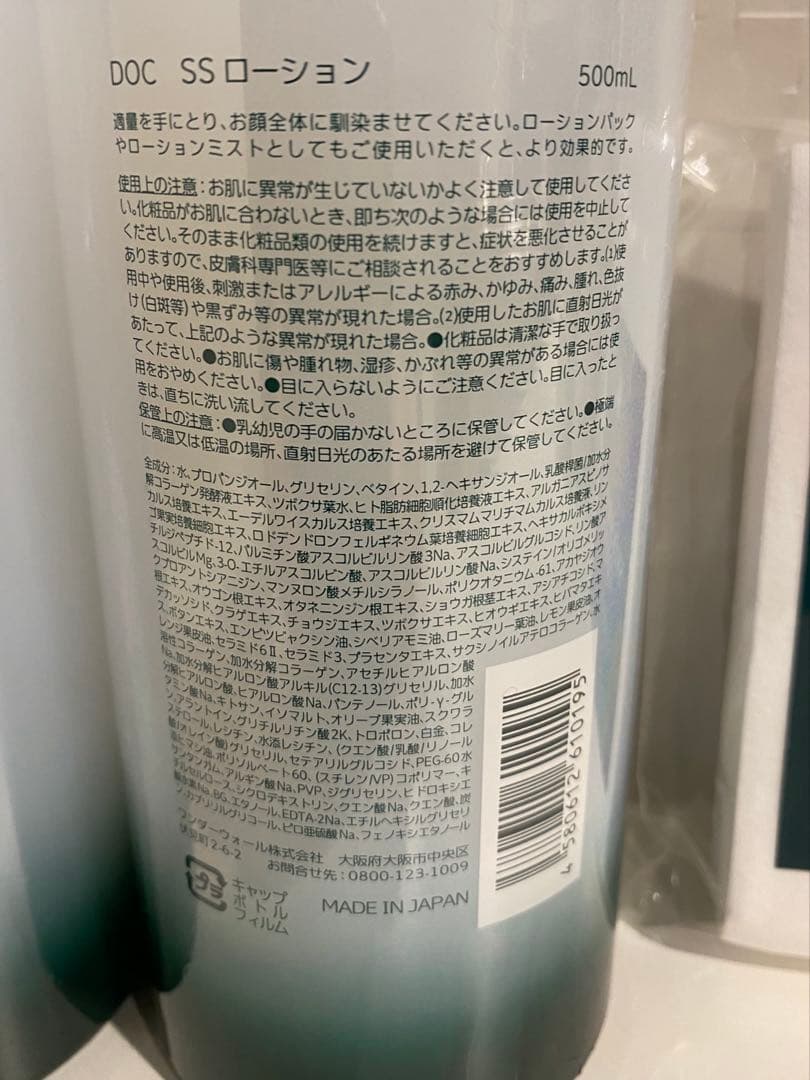 DOC SS ローション 500mL
適量を手にとり、お顔全体に馴染ませてください。ローションパック
やローションミストとしてもご使用いただくと、より効果的です。
使用上の注意：お肌に異常が生じていないかよく注意して使用してくださ
い。化粧品がお肌に合わないとき、即ち次のような場合には使用を中止して
ください。そのまま化粧品類の使用を続けますと、症状を悪化させることが
ありますので、皮膚科専門医等にご相談されることをおすすめします。(1)使
用中や使用後、刺激またはアレルギーによる赤み、かゆみ、痛み、腫れ、色抜
け(白斑等)や黒ずみ等の異常が現れた場合。(2)使用したお肌に直射日光が
あたって、上記のような異常が現れた場合。●化粧品は清潔な手で取り扱っ
てください。●お肌に傷や腫れ物、湿疹、かぶれ等の異常がある場合には使
用をおやめください。●目に入らないようにご注意ください。目に入ったと
きは、直ちに洗い流してください。
保管上の注意：●乳幼児の手の届かないところに保管してください。●極端
に高温又は低温の場所、直射日光のあたる場所を避けて保管してください。
全成分：水、プロパンジオール、グリセリン、ベタイン、1,2-ヘキサンジオール、乳酸桿菌/加水分
解コラーゲン発酵液エキス、ツボクサ葉水、ヒト脂肪細胞順化培養液エキス、アルガニアスピノサ
カルス培養エキス、エーデルワイスカルス培養エキス、クリスマムマリチマムカルス培養液、リン
ゴ果実培養細胞エキス、ロドデンドロンフェルギネウム葉培養細胞エキス、ヘキサカルボキシメ
チルジペプチド-12、パルミチン酸アスコルビルリン酸3Na、アスコルビルグルコシド、リン酸ア
スコルビルMg、3-O-エチルアスコルビン酸、アスコルビルリン酸Na、システイン/オリゴメリッ
クプロアントシアニジン、マンヌロン酸メチルシラノール、ポリクオタニウム-61、アカヤジオウ
根エキス、オウゴン根エキス、オタネニンジン根エキス、ショウガ根茎エキス、アシアチコシド、マ
デカッソシド、クラゲエキス、チョウジエキス、ツボクサエキス、ヒオウギエキス、ヒバマタエキ
ス、ボタンエキス、エンピツビャクシン油、シベリアモミ油、ローズマリー葉油、レモン果皮油、オ
レンジ果皮油、セラミド6Ⅱ、セラミド3、プラセンタエキス、サクシノイルアテロコラーゲン、水
溶性コラーゲン、加水分解コラーゲン、アセチルヒアルロン酸
Na、加水分解ヒアルロン酸アルキル(C12-13)グリセリル、加水
分解ヒアルロン酸、ヒアルロン酸Na、パンテノール、ポリ-γ-グル
タミン酸Na、キトサン、イソマルト、オリーブ果実油、スクワラ
ン、アラントイン、グリチルリチン酸2K、トロポロン、白金、コレ
ステロール、レシチン、水添レシチン、(クエン酸/乳酸/リノール
酸/オレイン酸)グリセリル、セテアリルグルコシド、PEG-60水
添ヒマシ油、ポリソルベート60、(スチレン/VP)コポリマー、キ
サンタンガム、アルギン酸Na、PVP、ジグリセリン、ヒドロキシエ
チルセルロース、シクロデキストリン、クエン酸Na、クエン酸、炭
酸水素Na、BG、エタノール、EDTA-2Na、エチルヘキシルグリセリ
ン、カプリリルグリコール、ピロ亜硫酸Na、フェノキシエタノール
ワンダーウォール株式会社 大阪府大阪市中央区
伏見町2-6-2 お問合せ先：0800-123-1009
プラ
キャップ
ボトル
フィルム
MADE IN JAPAN
4 580612 610195